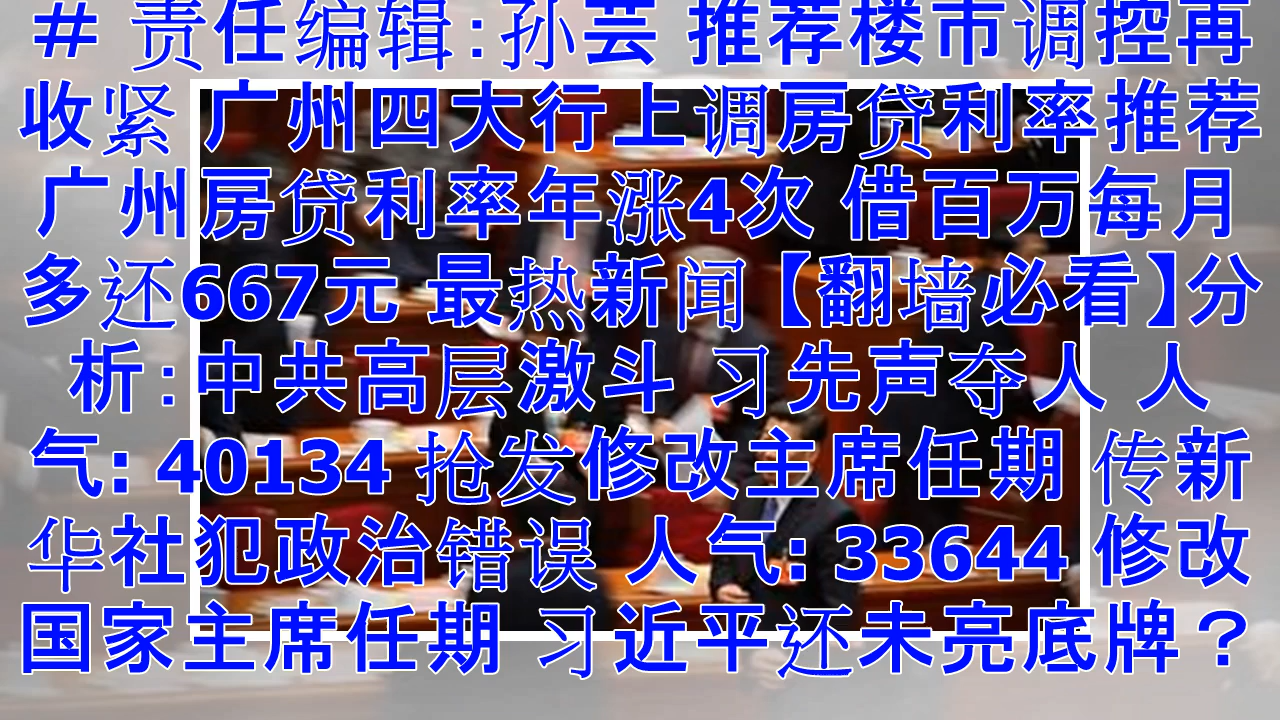 # 责任编辑:孙芸 推荐楼市调控再
收紧 广州四大行上调房贷利率推荐
广州房贷利率年涨4次 借百万每月
多还667元 最热新闻【翻墙必看】分
析:中共高层激斗 习先声夺人 人
气: 40134 抢发修改主席任期 传新
华社犯政治错误 人气: 33644 修改
国家主席任期 习近平还未亮底牌？